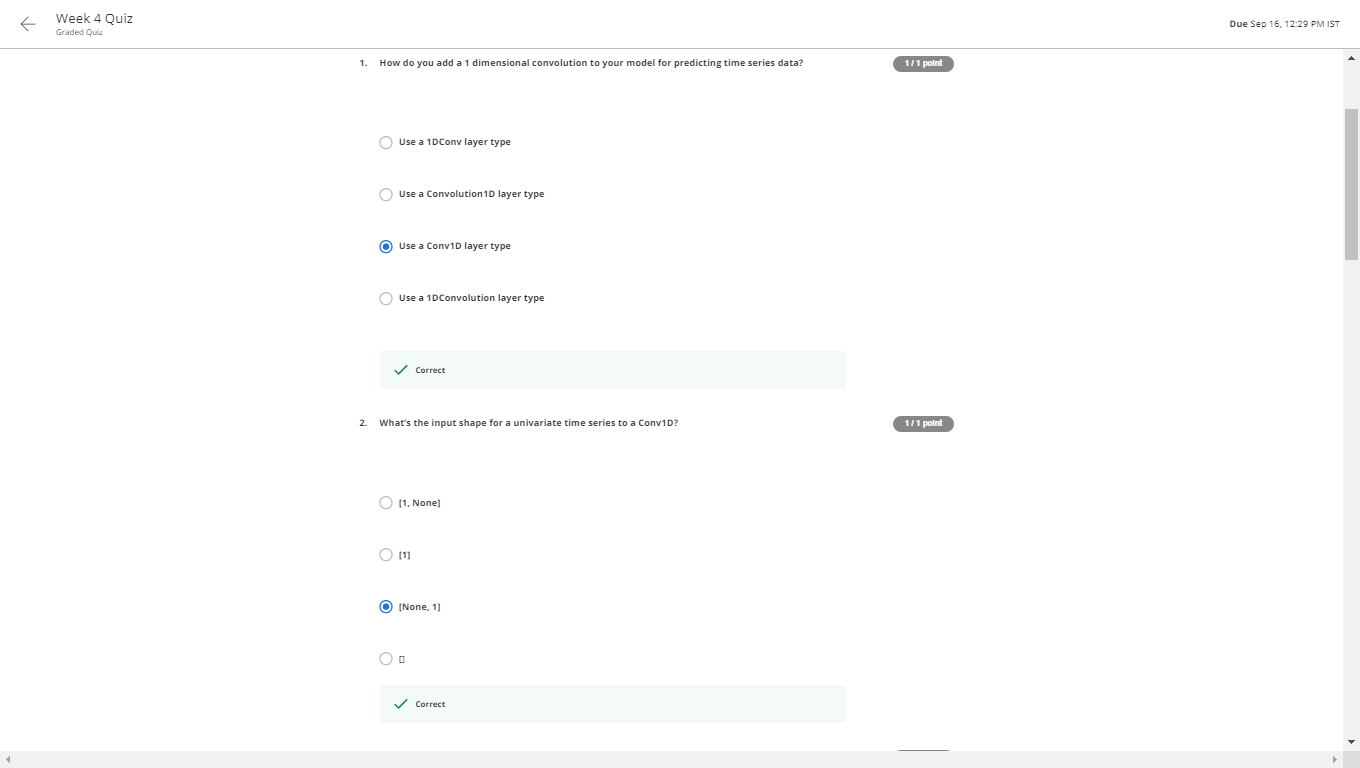 Week 4 Quiz
Graded Quiz
Due Sep 16, 12:29 PM IST
1. How do you add a 1 dimensional convolution to your model for predicting time series data?
1 / 1 point
Use a 1DConv layer type
Use a Convolution1D layer type
Use a Conv1D layer type
Use a 1DConvolution layer type
Correct
2. What's the input shape for a univariate time series to a Conv1D?
1 / 1 point
[1, None]
[1]
[None, 1]
[]
Correct